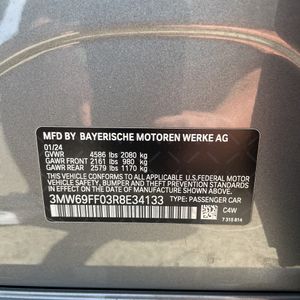 MFD BY BAYERISCHE MOTOREN WERKE AG
01/24
GVWR 4586 lbs 2080 kg
GAWR FRONT 2161 lbs 980 kg
GAWR REAR 2579 lbs 1170 kg
THIS VEHICLE CONFORMS TO ALL APPLICABLE
U.S.FEDERAL MOTOR VEHICLE
SAFETY, BUMPER, AND THEFT PREVENTION
STANDARDS IN EFFECT ON THE DATE OF
MANUFACTURE SHOWN ABOVE.
3MW69FF03R8E34133 TYPE: PASSENGER CAR
C4W
7 315 814